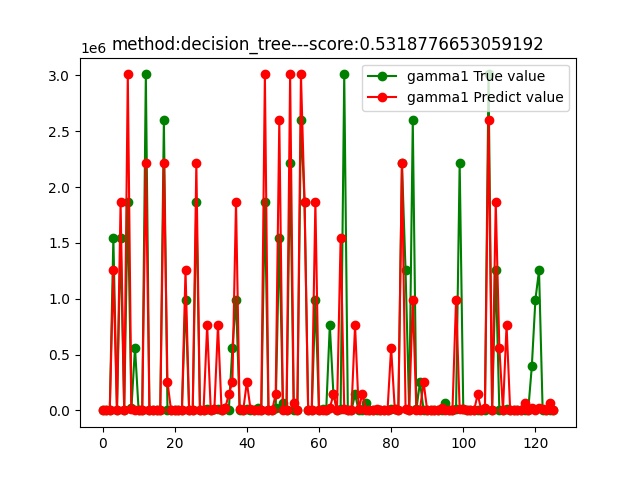 method:decision_tree---score:0.5318776653059192
1e6
gamma1 True value
gamma1 Predict value
3.0
2.5
2.0
1.5
1.0
0.5
0.0
0 20 40 60 80 100 120